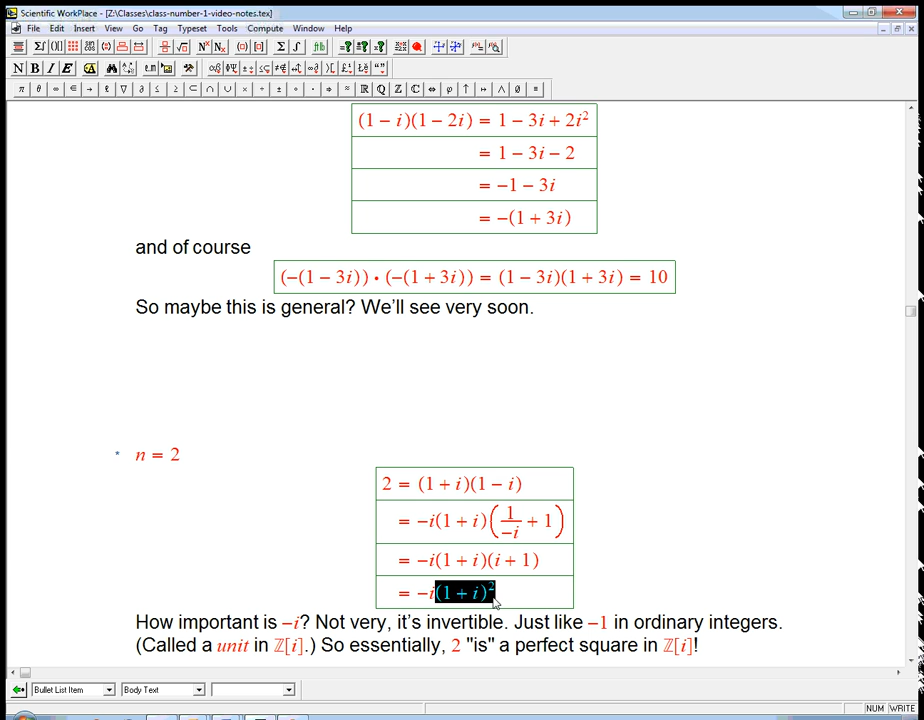 Scientific WorkPlace - [Z:\Classes\class-number-1-video-notes.tex]
File Edit Insert View Go Tag Typeset Tools Compute Window Help
(1 − i)(1 − 2i) = 1 − 3i + 2i²
= 1 − 3i − 2
= −1 − 3i
= −(1 + 3i)
and of course
(−(1 − 3i)) • (−(1 + 3i)) = (1 − 3i)(1 + 3i) = 10
So maybe this is general? We'll see very soon.
* n = 2
2 = (1 + i)(1 − i)
= −i(1 + i)(1/−i + 1)
= −i(1 + i)(i + 1)
= −i(1 + i)²
How important is −i? Not very, it's invertible. Just like −1 in ordinary integers.
(Called a unit in ℤ[i].) So essentially, 2 "is" a perfect square in ℤ[i]!
Bullet List Item Body Text
NUM WRITE